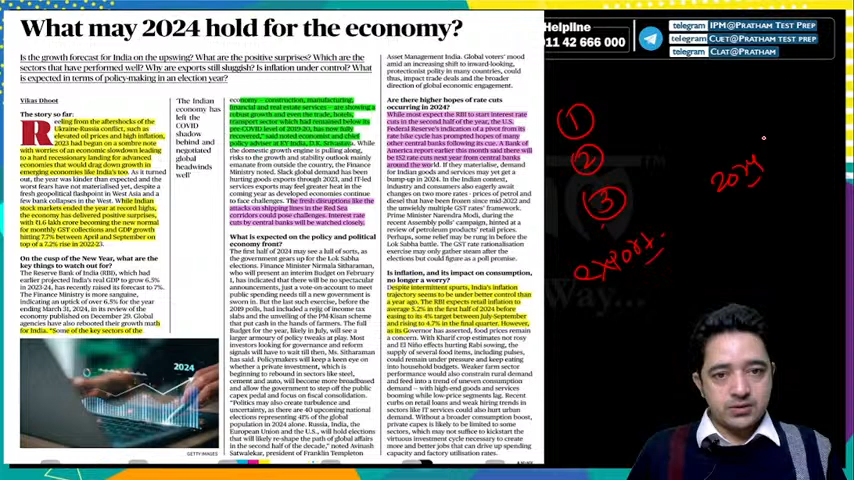 What may 2024 hold for the economy?
Is the growth forecast for India on the upswing? What are the positive surprises? Which are the
sectors that have performed well? Why are exports still sluggish? Is inflation under control? What
is expected in terms of policy-making in an election year?
Vikas Dhoot
The story so far:
Reeling from the aftershocks of the
Ukraine-Russia conflict, such as
elevated oil prices and high inflation,
2023 had begun on a sombre note
with worries of an economic slowdown leading
to a hard recessionary landing for advanced
economies that would drag down growth in
emerging economies like India's too. As it
turned out, the year was kinder than expected and the
worst fears have not materialised yet, despite a
fresh geopolitical flashpoint in West Asia and a
few bank collapses in the West. While Indian
stock markets ended the year at record highs,
the economy has delivered positive surprises,
with ₹1.6 lakh crore becoming the new normal
for monthly GST collections and GDP growth
hitting 7.7% between April and September on
top of a 7.2% rise in 2022-23.
On the cusp of the New Year, what are the
key things to watch out for?
The Reserve Bank of India (RBI), which had
earlier projected India's real GDP to grow 6.5%
in 2023-24, has recently raised its forecast to 7%.
The Finance Ministry is more sanguine,
indicating an uptick of over 6.5% for the year
ending March 31, 2024, in its review of the
economy published on December 29. Global
agencies have also rebooted their growth math
for India. "Some of the key sectors of the
'The Indian
economy has
left the
COVID
shadow
behind and
negotiated
global
headwinds
well'
2024
GETTY IMAGES
economy – construction, manufacturing,
financial and real estate services – are showing a
robust growth and even the trade, hotels,
transport sector which had remained below its
pre-COVID level of 2019-20, has now fully
recovered," said noted economist and chief
policy adviser at EY India, D.K. Srivastava. While
the domestic growth engine is purring along,
risks to the growth and stability outlook mainly
emanate from outside the country, the Finance
Ministry noted. Slack global demand has been
hurting goods exports through 2022, and IT-led
services exports may feel greater heat in the
coming year as developed economies continue
to face challenges. The fresh disruptions like the
attacks on shipping lines in the Red Sea
corridors could pose challenges. Interest rate
cuts by central banks will be watched closely.
What is expected on the policy and political
economy front?
The first half of 2024 may see a lull of sorts, as
the government gears up for the Lok Sabha
elections. Finance Minister Nirmala Sitharaman,
who will present an interim Budget on February
1, has indicated that there will be no spectacular
announcements, just a vote-on-account to
meet public spending needs till a new government is
sworn in. But the last such exercise, before the
2019 polls, had included a rejig of income tax
slabs and the unveiling of the PM Kisan scheme
that put cash in the hands of farmers. The full
Budget for the year, likely in July, will see a
larger armoury of policy tweaks at play. Most
investors looking for governance and reform
signals will have to wait till then, Ms. Sitharaman
has said. Policymakers will keep a keen eye on
whether a private investment, which is
beginning to rebound in sectors like steel,
cement and auto, will become more broadbased
and allow the government to step off the public
capex pedal and focus on fiscal consolidation.
"Politics may also create turbulence and
uncertainty, as there are 40 upcoming national
elections representing 41% of the global
population in 2024 alone. Russia, India, the
European Union and the U.S., will hold elections
that will likely re-shape the path of global affairs
in the second half of the decade," noted Avinash
Satwalekar, president of Franklin Templeton
Asset Management India. Global voters' mood
amid an increasing shift to inward-looking,
protectionist polity in many countries, could
thus, impact trade deals and the broader
direction of global economic engagement.
Are there higher hopes of rate cuts
occurring in 2024?
While most expect the RBI to start interest rate
cuts in the second half of the year, the U.S.
Federal Reserve's indication of a pivot from its
rate hike cycle has prompted hopes of many
other central banks following its cue. A Bank of
America report earlier this month said there will
be 152 rate cuts next year from central banks
around the world. If they materialise, demand
for Indian goods and services may get a
bump-up in 2024. In the Indian context,
industry and consumers also eagerly await
changes on two more rates - prices of petrol and
diesel that have been frozen since mid-2022 and
the unwieldy multiple GST rates' framework.
Prime Minister Narendra Modi, during the
recent Assembly polls' campaign, hinted at a
review of petroleum products' retail prices.
Perhaps, some relief may be rung in before the
Lok Sabha battle. The GST rate rationalisation
exercise may only gather steam after the
elections but could figure as a poll promise.
Is inflation, and its impact on consumption,
no longer a worry?
Despite intermittent spurts, India's inflation
trajectory seems to be under better control than
a year ago. The RBI expects retail inflation to
average 5.2% in the first half of 2024 before
easing to its 4% target between July-
September and rising to 4.7% in the final quarter. However,
as its Governor has asserted, food prices remain
a concern. With Kharif crop estimates not rosy
and El Niño effects hurting Rabi sowing, the
supply of several food items, including pulses,
could remain under pressure and keep eating
into household budgets. Weaker farm sector
performance would also constrain rural demand
and feed into a trend of uneven consumption
demand — with high-end goods and services
booming while low-price segments lag. Recent
curbs on retail loans and weak hiring trends in
sectors like IT services could also hurt urban
demand. Without a broader consumption boost,
private capex is likely to be limited to some
sectors, which may not suffice to kickstart the
virtuous investment cycle necessary to create
more and better jobs that can drive up spending
capacity and factory utilisation rates.
Helpline
011 42 666 000
telegram IPM@PRATHAM TEST PREP
telegram CUET@PRATHAM TEST PREP
telegram CLAT@PRATHAM
1
2
3
export
2024
Way...